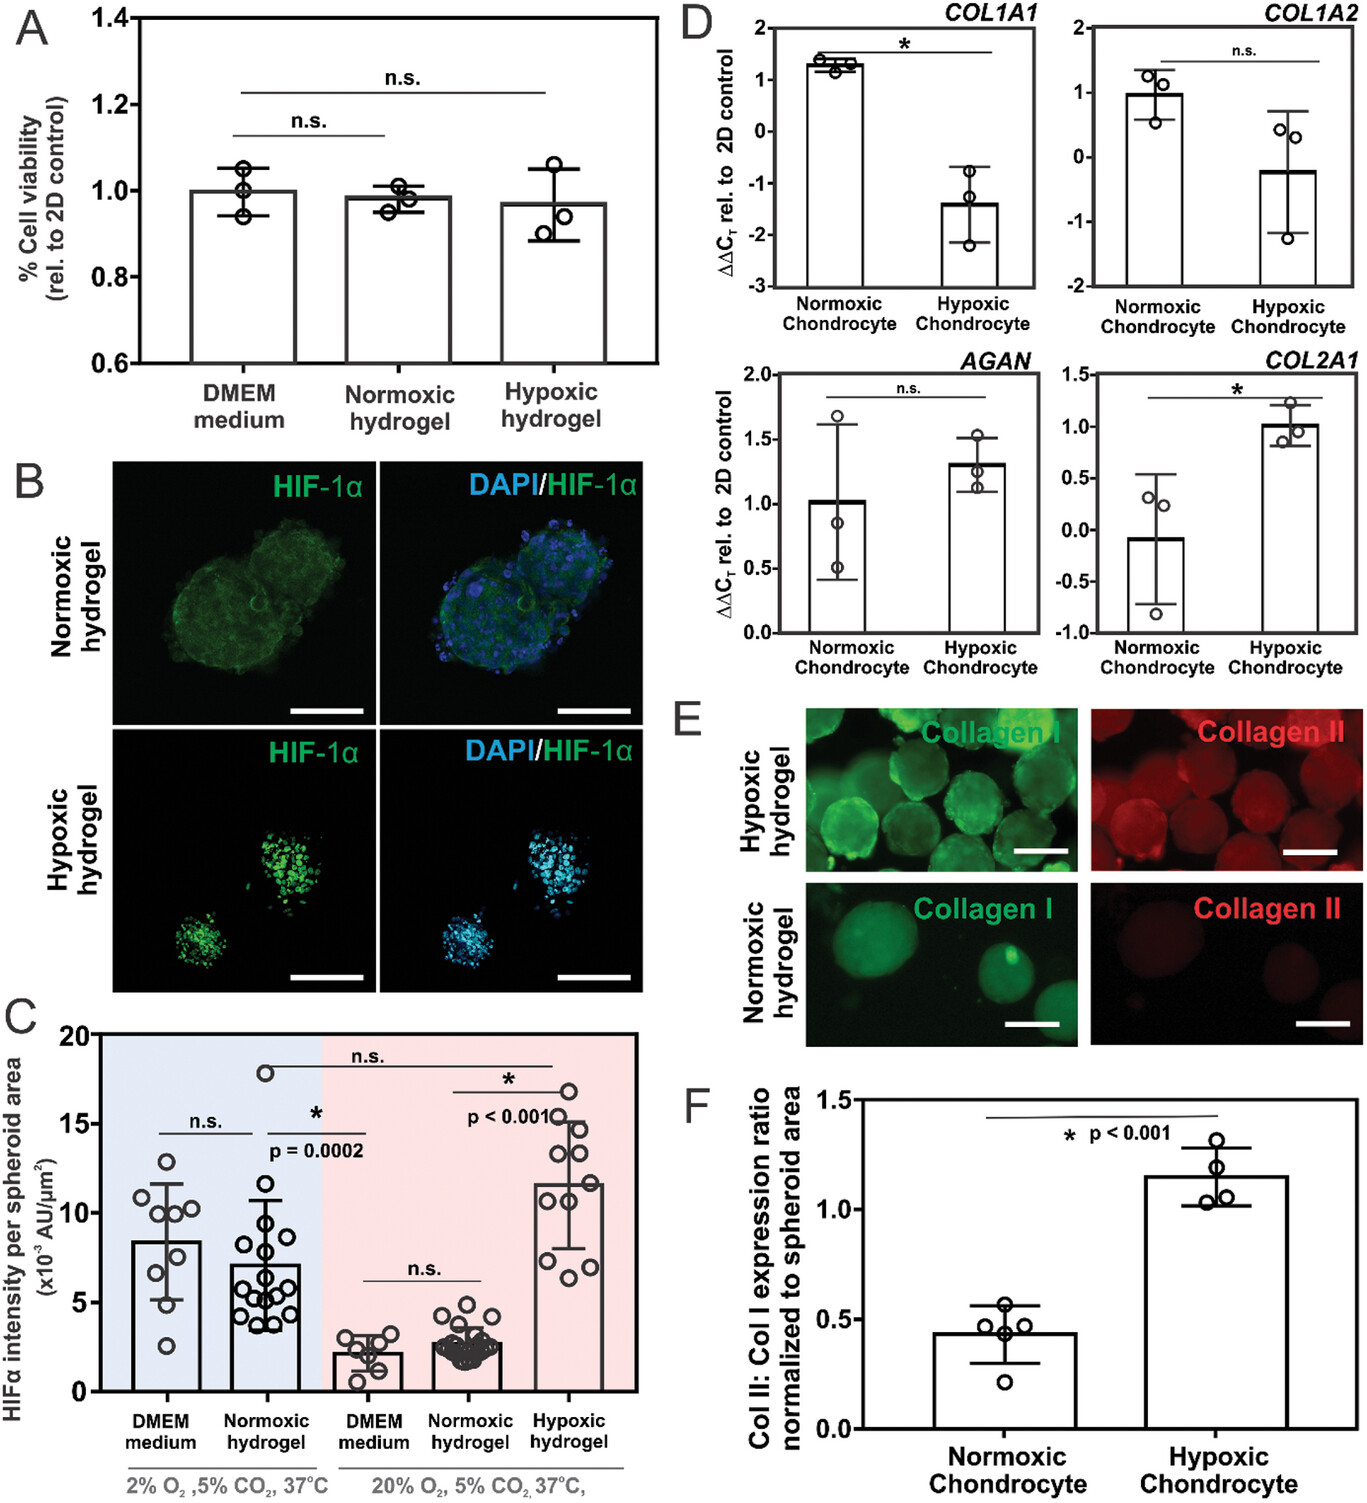 A
% Cell viability
(rel. to 2D control)
1.4
1.2
1.0
0.8
0.6
n.s.
n.s.
DMEM
medium
Normoxic
hydrogel
Hypoxic
hydrogel
B
Normoxic
hydrogel
HIF-1α
DAPI/HIF-1α
Hypoxic
hydrogel
HIF-1α
DAPI/HIF-1α
C
HIFα intensity per spheroid area
(x10⁻³ AU/µm²)
20
15
10
5
0
n.s.
*
n.s.
*
p < 0.001
p = 0.0002
n.s.
DMEM
medium
Normoxic
hydrogel
DMEM
medium
Normoxic
hydrogel
Hypoxic
hydrogel
2% O₂ ,5% CO₂, 37°C
20% O₂, 5% CO₂, 37°C,
D
COL1A1
ΔΔC_T rel. to 2D control
2
1
0
-1
-2
-3
*
Normoxic
Chondrocyte
Hypoxic
Chondrocyte
COL1A2
2
1
0
-1
-2
n.s.
Normoxic
Chondrocyte
Hypoxic
Chondrocyte
AGAN
ΔΔC_T rel. to 2D control
2.0
1.5
1.0
0.5
0.0
n.s.
Normoxic
Chondrocyte
Hypoxic
Chondrocyte
COL2A1
1.5
1.0
0.5
0.0
-0.5
-1.0
*
Normoxic
Chondrocyte
Hypoxic
Chondrocyte
E
Hypoxic
hydrogel
Collagen I
Collagen II
Normoxic
hydrogel
Collagen I
Collagen II
F
Col II: Col I expression ratio
normalized to spheroid area
1.5
1.0
0.5
0.0
* p < 0.001
Normoxic
Chondrocyte
Hypoxic
Chondrocyte